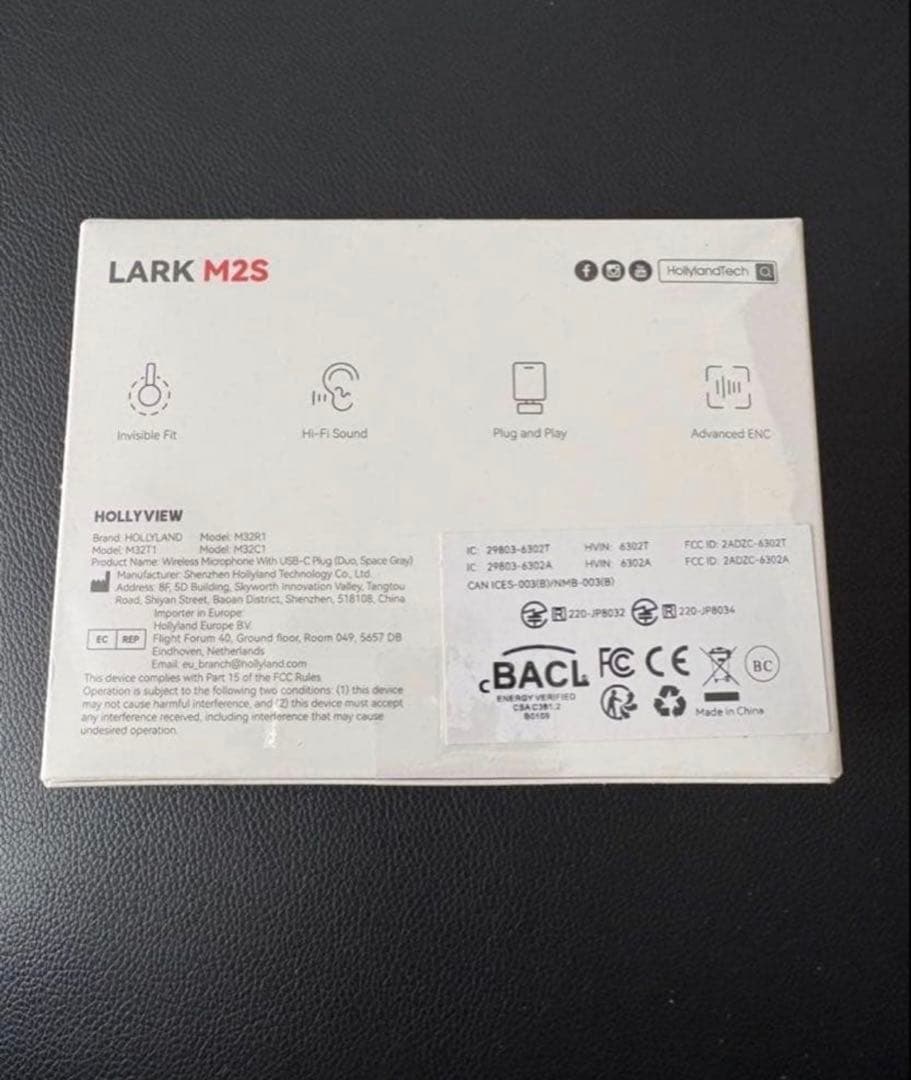 LARK M2S
HollylandTech
Invisible Fit
Hi-Fi Sound
Plug and Play
Advanced ENC
HOLLYVIEW
Brand: HOLLYLAND Model: M32R1
Model: M32T1 Model: M32C1
Product Name: Wireless Microphone With USB-C Plug (Duo, Space Gray)
Manufacturer: Shenzhen Hollyland Technology Co., Ltd.
Address: 8F, 5D Building, Skyworth Innovation Valley, Tangtou
Road, Shiyan Street, Baoan District, Shenzhen, 518108, China
Importer in Europe:
Hollyland Europe B.V.
EC REP
Flight Forum 40, Ground floor, Room 049, 5657 DB
Eindhoven, Netherlands
Email: eu_branch@hollyland.com
This device complies with Part 15 of the FCC Rules.
Operation is subject to the following two conditions: (1) this device
may not cause harmful interference, and (2) this device must accept
any interference received, including interference that may cause
undesired operation.
IC: 29803-6302T HVIN: 6302T FCC ID: 2ADZC-6302T
IC: 29803-6302A HVIN: 6302A FCC ID: 2ADZC-6302A
CAN ICES-003(B)/NMB-003(B)
R 220-JP8032 R 220-JP8034
cBACL FC CE BC
ENERGY VERIFIED
CSA C381.2
B0109
Made in China